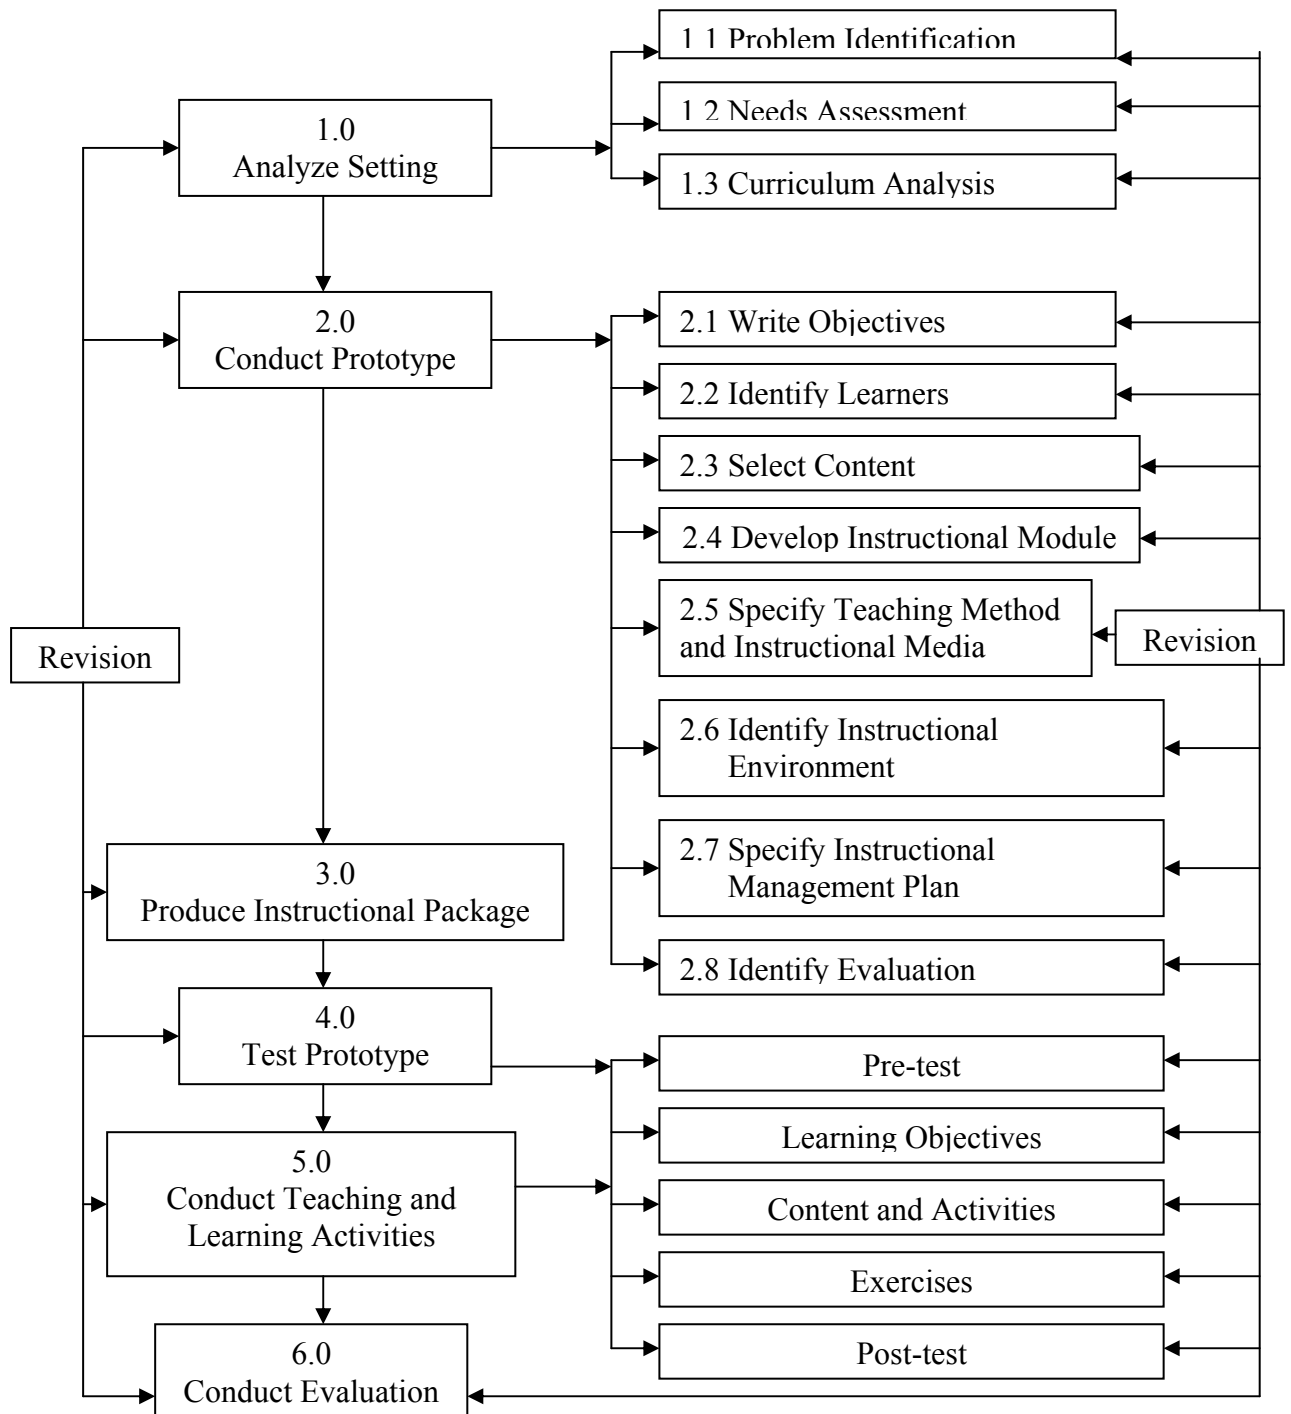 1.1 Problem Identification
1.2 Needs Assessment
1.3 Curriculum Analysis
1.0
Analyze Setting
2.0
Conduct Prototype
2.1 Write Objectives
2.2 Identify Learners
2.3 Select Content
2.4 Develop Instructional Module
2.5 Specify Teaching Method
and Instructional Media
Revision
Revision
2.6 Identify Instructional
Environment
2.7 Specify Instructional
Management Plan
2.8 Identify Evaluation
3.0
Produce Instructional Package
4.0
Test Prototype
Pre-test
Learning Objectives
Content and Activities
Exercises
Post-test
5.0
Conduct Teaching and
Learning Activities
6.0
Conduct Evaluation